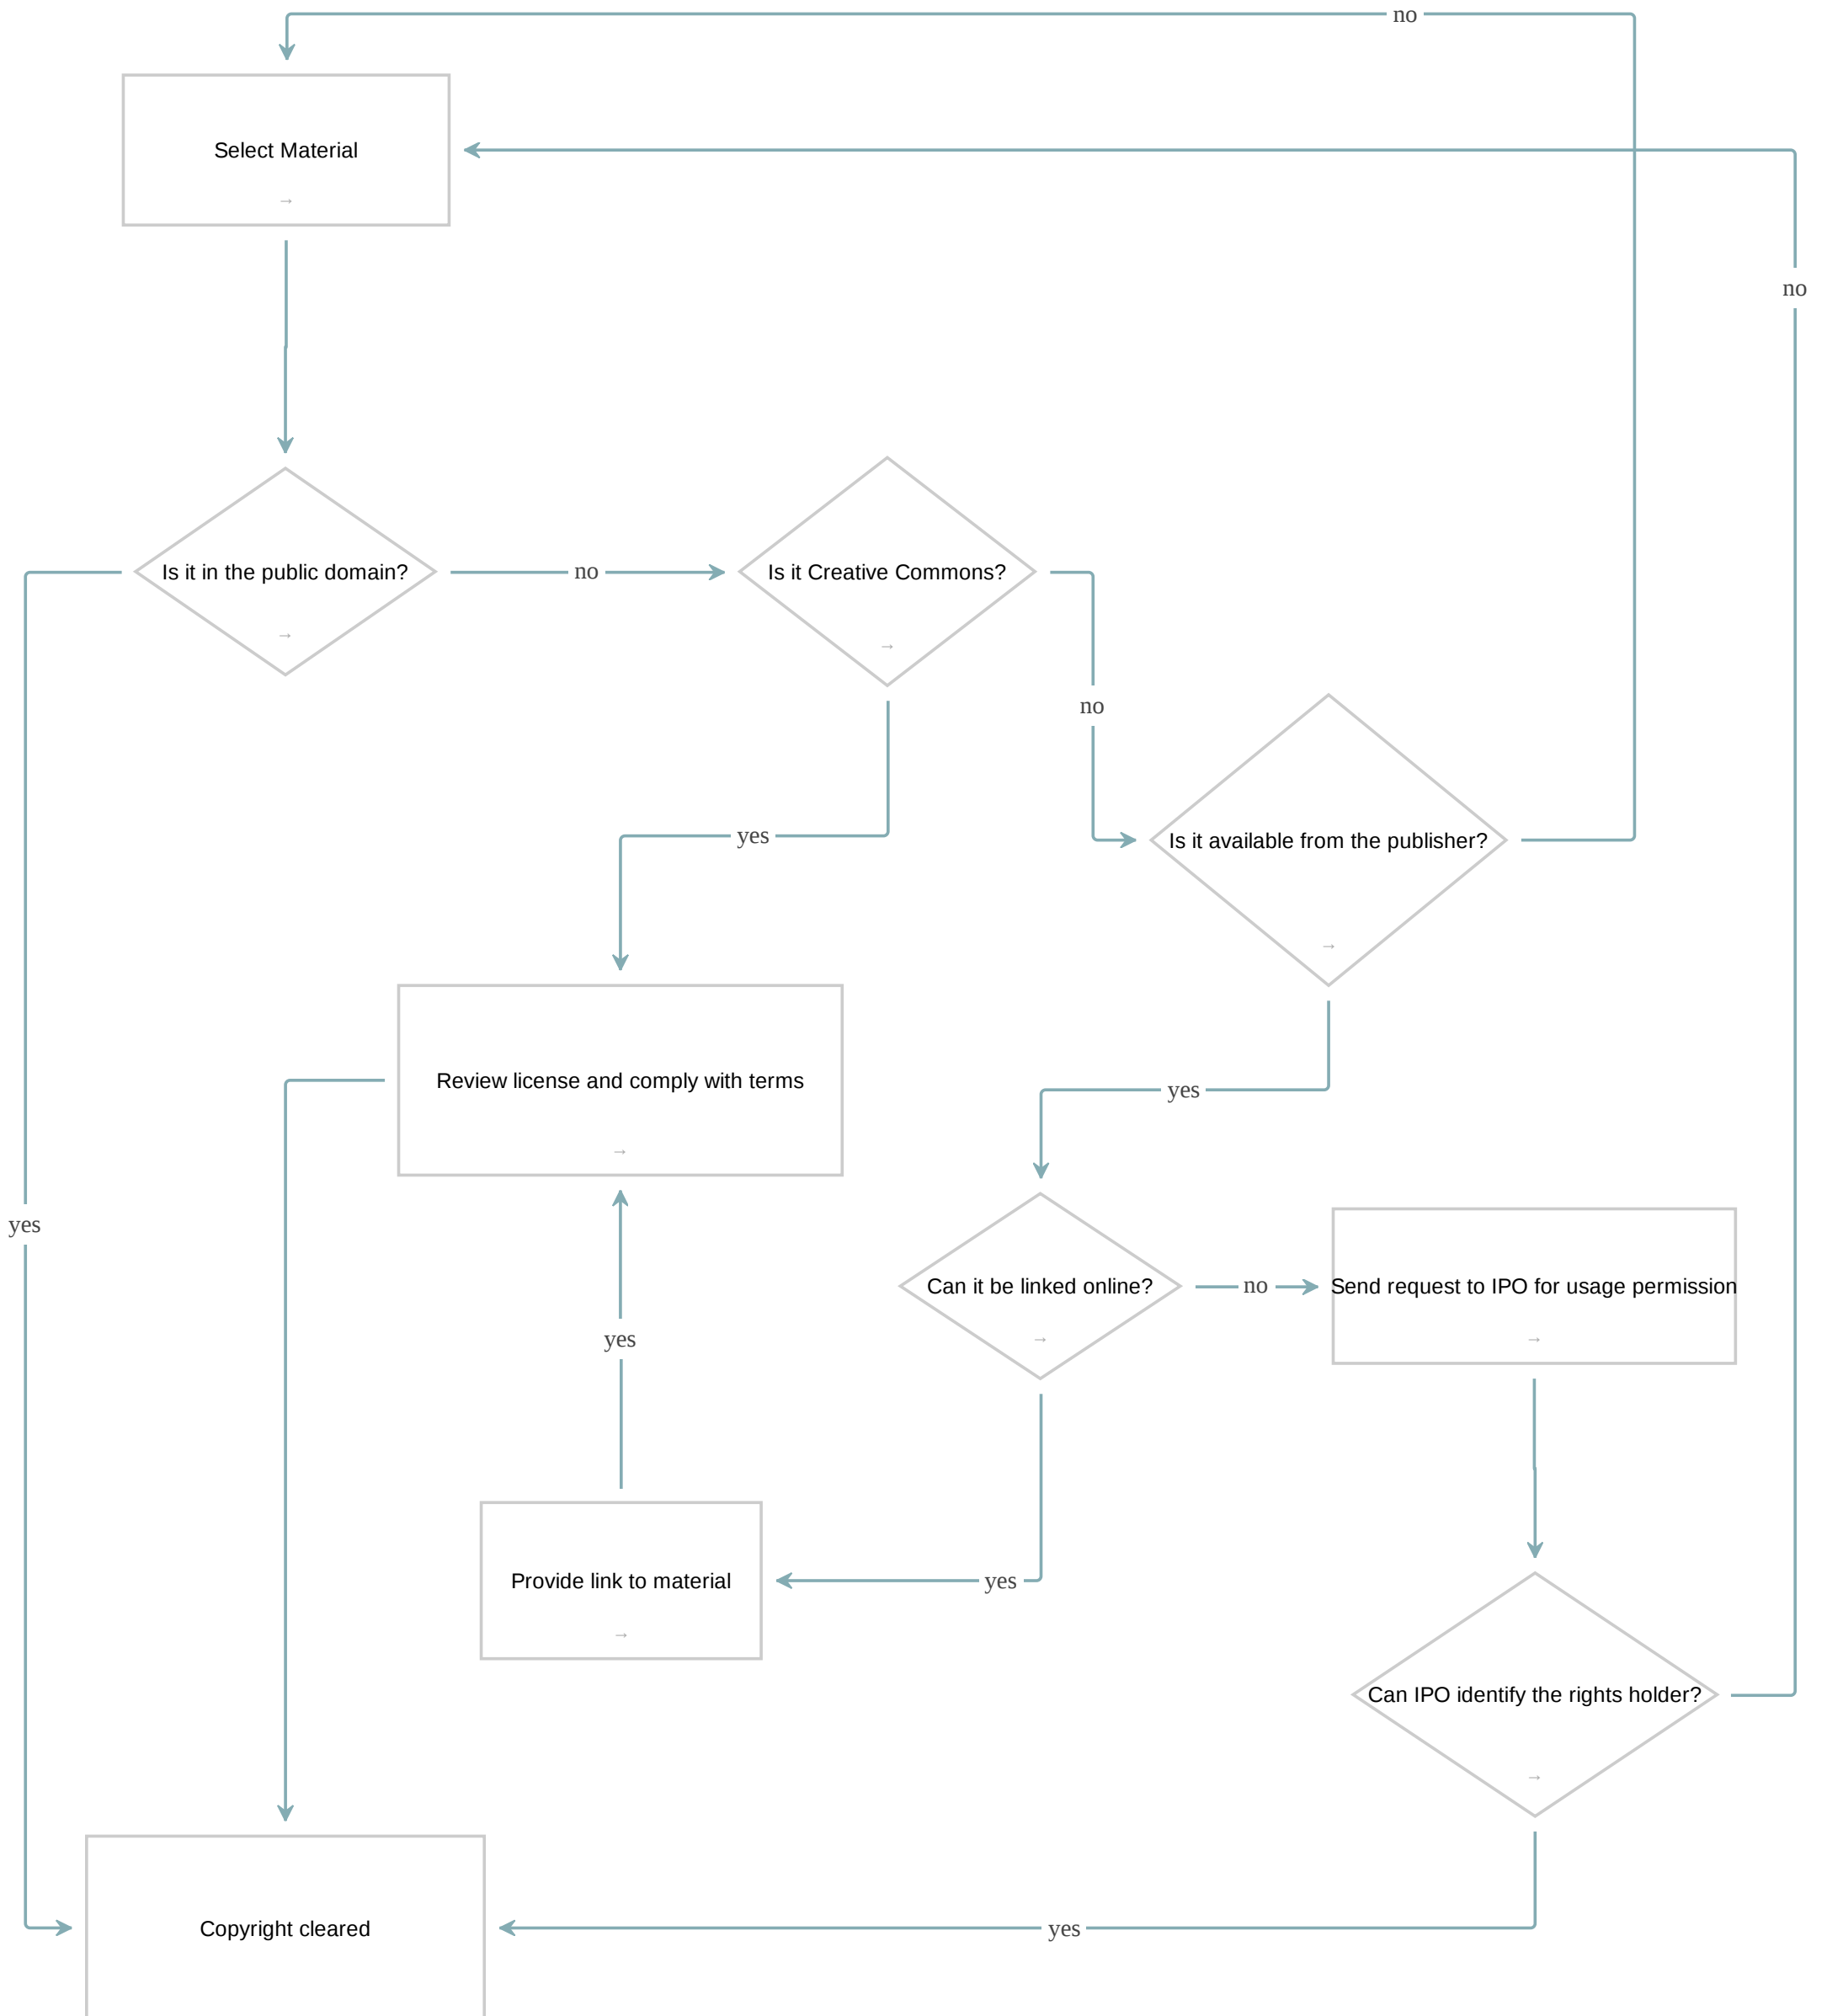 no
Select Material
→
no
Is it in the public domain?
→
no
Is it Creative Commons?
→
no
Is it available from the publisher?
→
yes
Review license and comply with terms
→
yes
yes
Can it be linked online?
→
no
Send request to IPO for usage permission
→
yes
Provide link to material
→
yes
Can IPO identify the rights holder?
→
Copyright cleared
yes